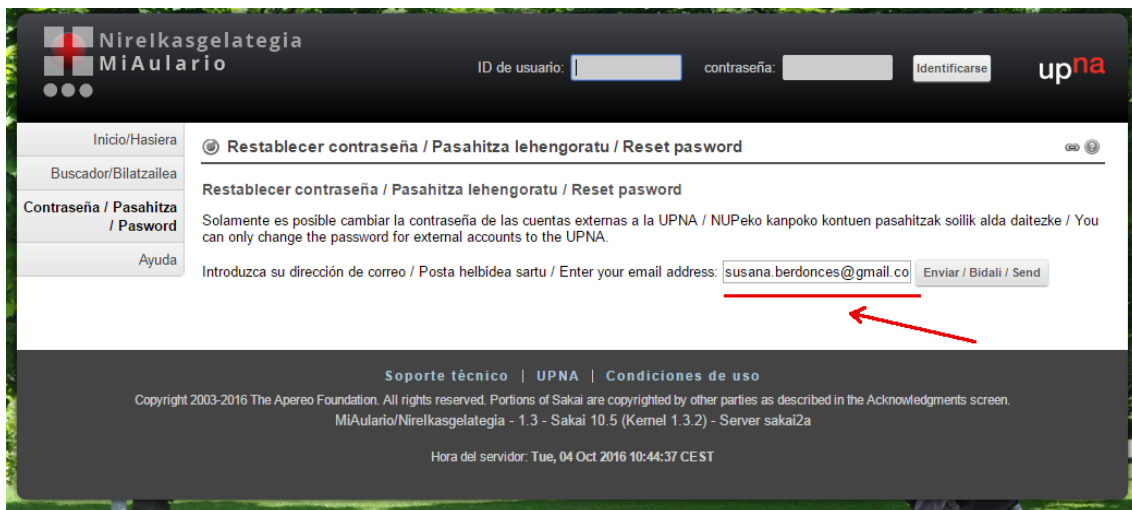 Nirelkasgelategia
MiAulario
ID de usuario: contraseña: Identificarse
upna
Inicio/Hasiera
Buscador/Bilatzailea
Contraseña / Pasahitza
/ Pasword
Ayuda
Restablecer contraseña / Pasahitza lehengoratu / Reset pasword
Restablecer contraseña / Pasahitza lehengoratu / Reset pasword
Solamente es posible cambiar la contraseña de las cuentas externas a la UPNA / NUPeko kanpoko kontuen pasahitzak soilik alda daitezke / You
can only change the password for external accounts to the UPNA.
Introduzca su dirección de correo / Posta helbidea sartu / Enter your email address: susana.berdonces@gmail.co Enviar / Bidali / Send
Soporte técnico | UPNA | Condiciones de uso
Copyright 2003-2016 The Apereo Foundation. All rights reserved. Portions of Sakai are copyrighted by other parties as described in the Acknowledgments screen.
MiAulario/Nirelkasgelategia - 1.3 - Sakai 10.5 (Kernel 1.3.2) - Server sakai2a
Hora del servidor: Tue, 04 Oct 2016 10:44:37 CEST